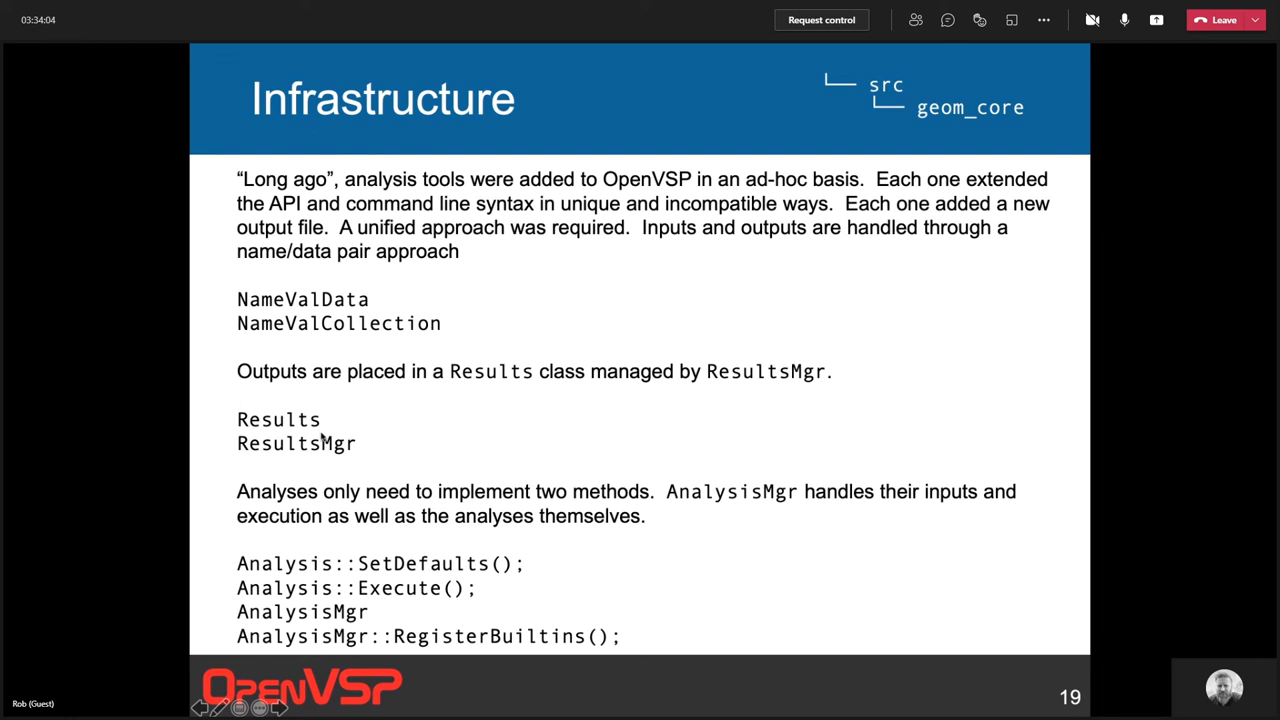 03:34:04
Request control
Leave
Infrastructure
src
geom_core
“Long ago”, analysis tools were added to OpenVSP in an ad-hoc basis. Each one extended
the API and command line syntax in unique and incompatible ways. Each one added a new
output file. A unified approach was required. Inputs and outputs are handled through a
name/data pair approach
NameValData
NameValCollection
Outputs are placed in a Results class managed by ResultsMgr.
Results
ResultsMgr
Analyses only need to implement two methods. AnalysisMgr handles their inputs and
execution as well as the analyses themselves.
Analysis::SetDefaults();
Analysis::Execute();
AnalysisMgr
AnalysisMgr::RegisterBuiltins();
OpenVSP
19
Rob (Guest)